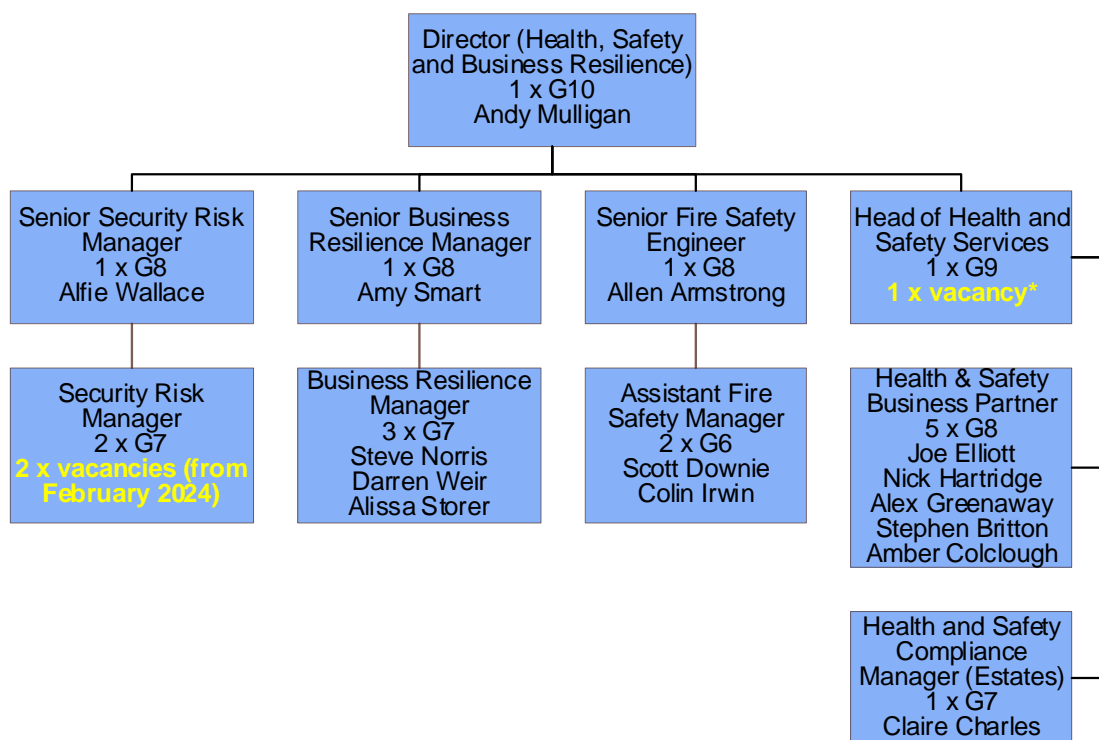 Director (Health, Safety
and Business Resilience)
1 x G10
Andy Mulligan
Senior Security Risk
Manager
1 x G8
Alfie Wallace
Senior Business
Resilience Manager
1 x G8
Amy Smart
Senior Fire Safety
Engineer
1 x G8
Allen Armstrong
Head of Health and
Safety Services
1 x G9
1 x vacancy*
Security Risk
Manager
2 x G7
2 x vacancies (from
February 2024)
Business Resilience
Manager
3 x G7
Steve Norris
Darren Weir
Alissa Storer
Assistant Fire
Safety Manager
2 x G6
Scott Downie
Colin Irwin
Health & Safety
Business Partner
5 x G8
Joe Elliott
Nick Hartridge
Alex Greenaway
Stephen Britton
Amber Colclough
Health and Safety
Compliance
Manager (Estates)
1 x G7
Claire Charles